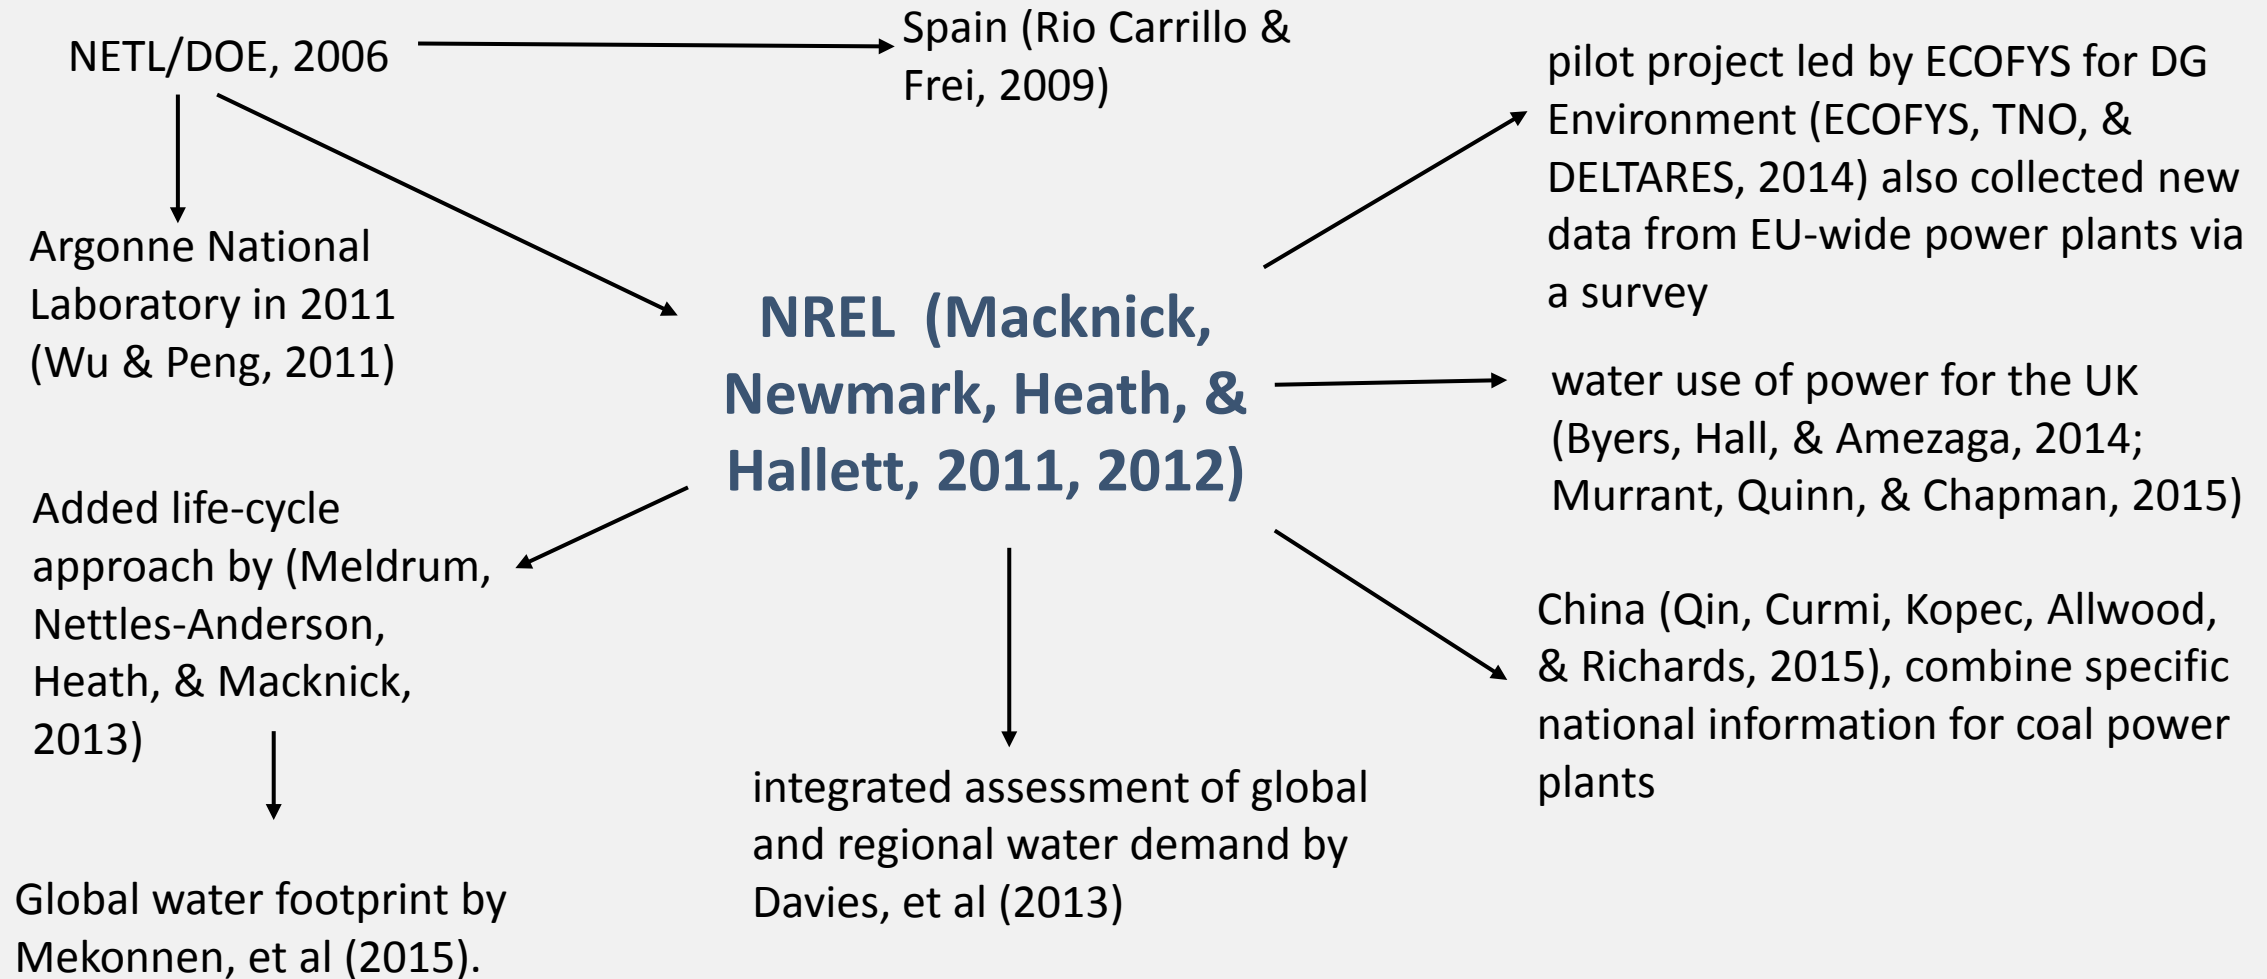 NETL/DOE, 2006
Spain (Rio Carrillo &
Frei, 2009)
pilot project led by ECOFYS for DG
Environment (ECOFYS, TNO, &
DELTARES, 2014) also collected new
data from EU-wide power plants via
a survey
Argonne National
Laboratory in 2011
(Wu & Peng, 2011)
NREL (Macknick,
Newmark, Heath, &
Hallett, 2011, 2012)
water use of power for the UK
(Byers, Hall, & Amezaga, 2014;
Murrant, Quinn, & Chapman, 2015)
Added life-cycle
approach by (Meldrum,
Nettles-Anderson,
Heath, & Macknick,
2013)
China (Qin, Curmi, Kopec, Allwood,
& Richards, 2015), combine specific
national information for coal power
plants
integrated assessment of global
and regional water demand by
Davies, et al (2013)
Global water footprint by
Mekonnen, et al (2015).